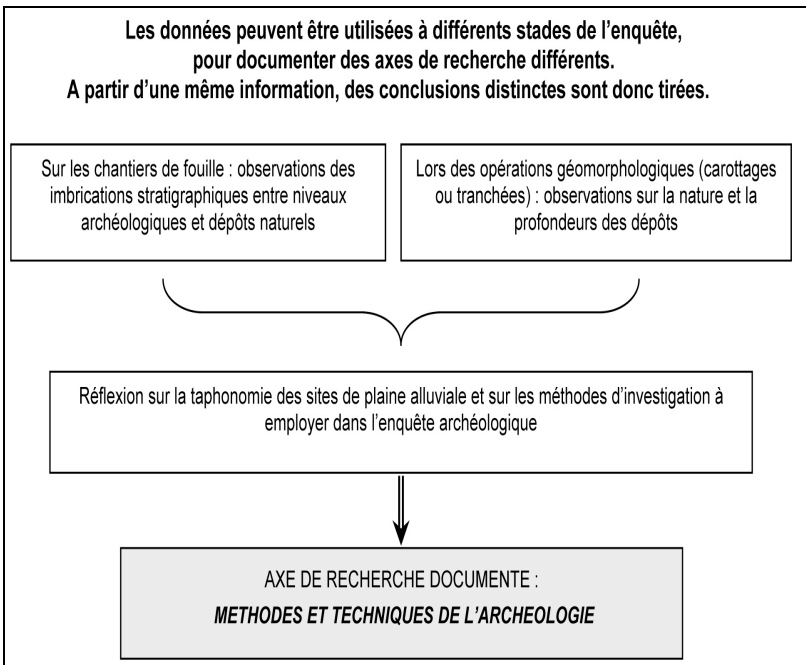 Les données peuvent être utilisées à différents stades de l'enquête,
pour documenter des axes de recherche différents.
A partir d'une même information, des conclusions distinctes sont donc tirées.
Sur les chantiers de fouille : observations des
imbrications stratigraphiques entre niveaux
archéologiques et dépôts naturels
Lors des opérations géomorphologiques (carottages
ou tranchées) : observations sur la nature et la
profondeurs des dépôts
Réflexion sur la taphonomie des sites de plaine alluviale et sur les méthodes d'investigation à
employer dans l'enquête archéologique
AXE DE RECHERCHE DOCUMENTE :
METHODES ET TECHNIQUES DE L'ARCHEOLOGIE